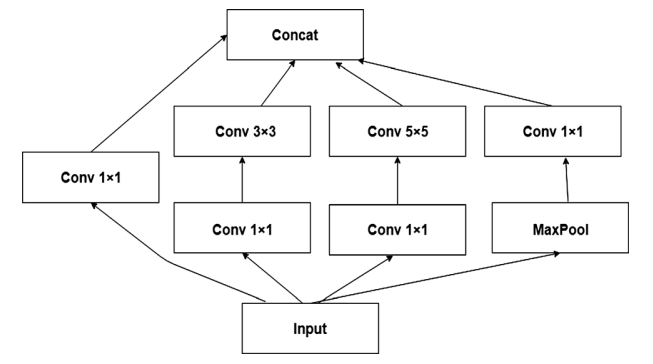 Concat
Conv 3×3
Conv 5×5
Conv 1×1
Conv 1×1
Conv 1×1
Conv 1×1
MaxPool
Input